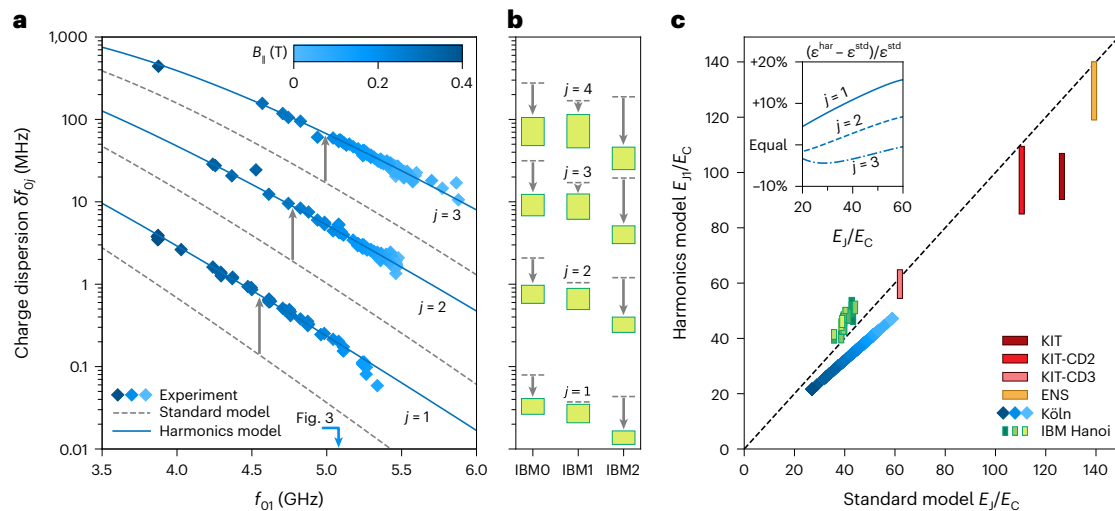 a
Charge dispersion δf0j (MHz)
1,000
100
10
1
0.1
0.01
B∥ (T)
0
0.2
0.4
j = 3
j = 2
j = 1
Experiment
Standard model
Harmonics model
Fig. 3
3.5 4.0 4.5 5.0 5.5 6.0
f01 (GHz)
b
j = 4
j = 3
j = 2
j = 1
IBM0 IBM1 IBM2
c
Harmonics model EJ1/EC
140
120
100
80
60
40
20
0
(εhar − εstd)/εstd
+20%
+10%
Equal
−10%
j = 1
j = 2
j = 3
20 40 60
EJ/EC
KIT
KIT-CD2
KIT-CD3
ENS
Köln
IBM Hanoi
0 20 40 60 80 100 120 140
Standard model EJ/EC